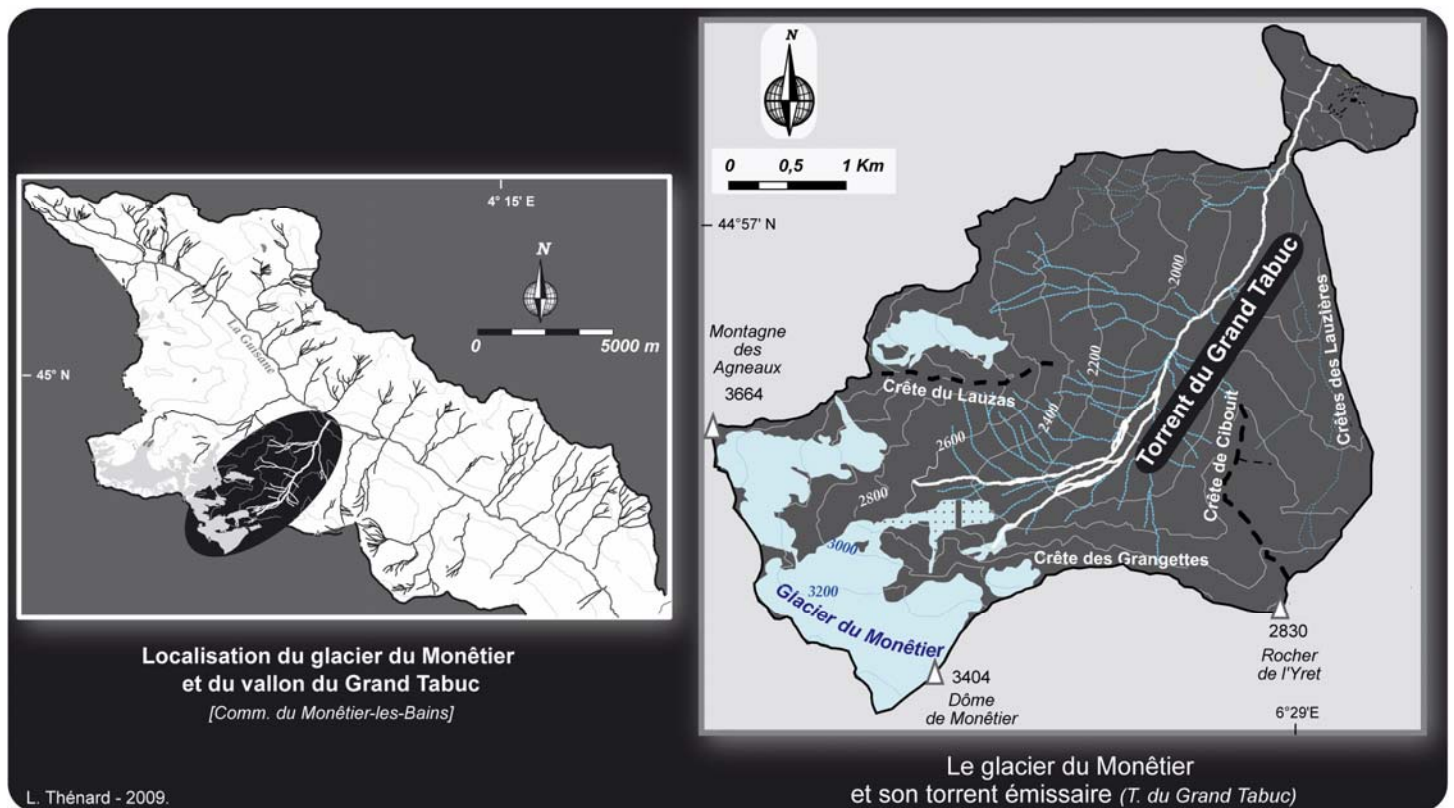 4° 15' E
N
La Guisane
0 5000 m
45° N
Localisation du glacier du Monêtier
et du vallon du Grand Tabuc
[Comm. du Monêtier-les-Bains]
L. Thénard - 2009.
N
0 0,5 1 Km
44°57' N
2000
Torrent du Grand Tabuc
Crêtes des Lauzières
Montagne
des
Agneaux
3664
2200
Crête du Lauzas
2400
Crête de Cibouit
2600
2800
3000
Crête des Grangettes
3200
Glacier du Monêtier
2830
Rocher
de l'Yret
3404
Dôme
de Monêtier
6°29'E
Le glacier du Monêtier
et son torrent émissaire (T. du Grand Tabuc)